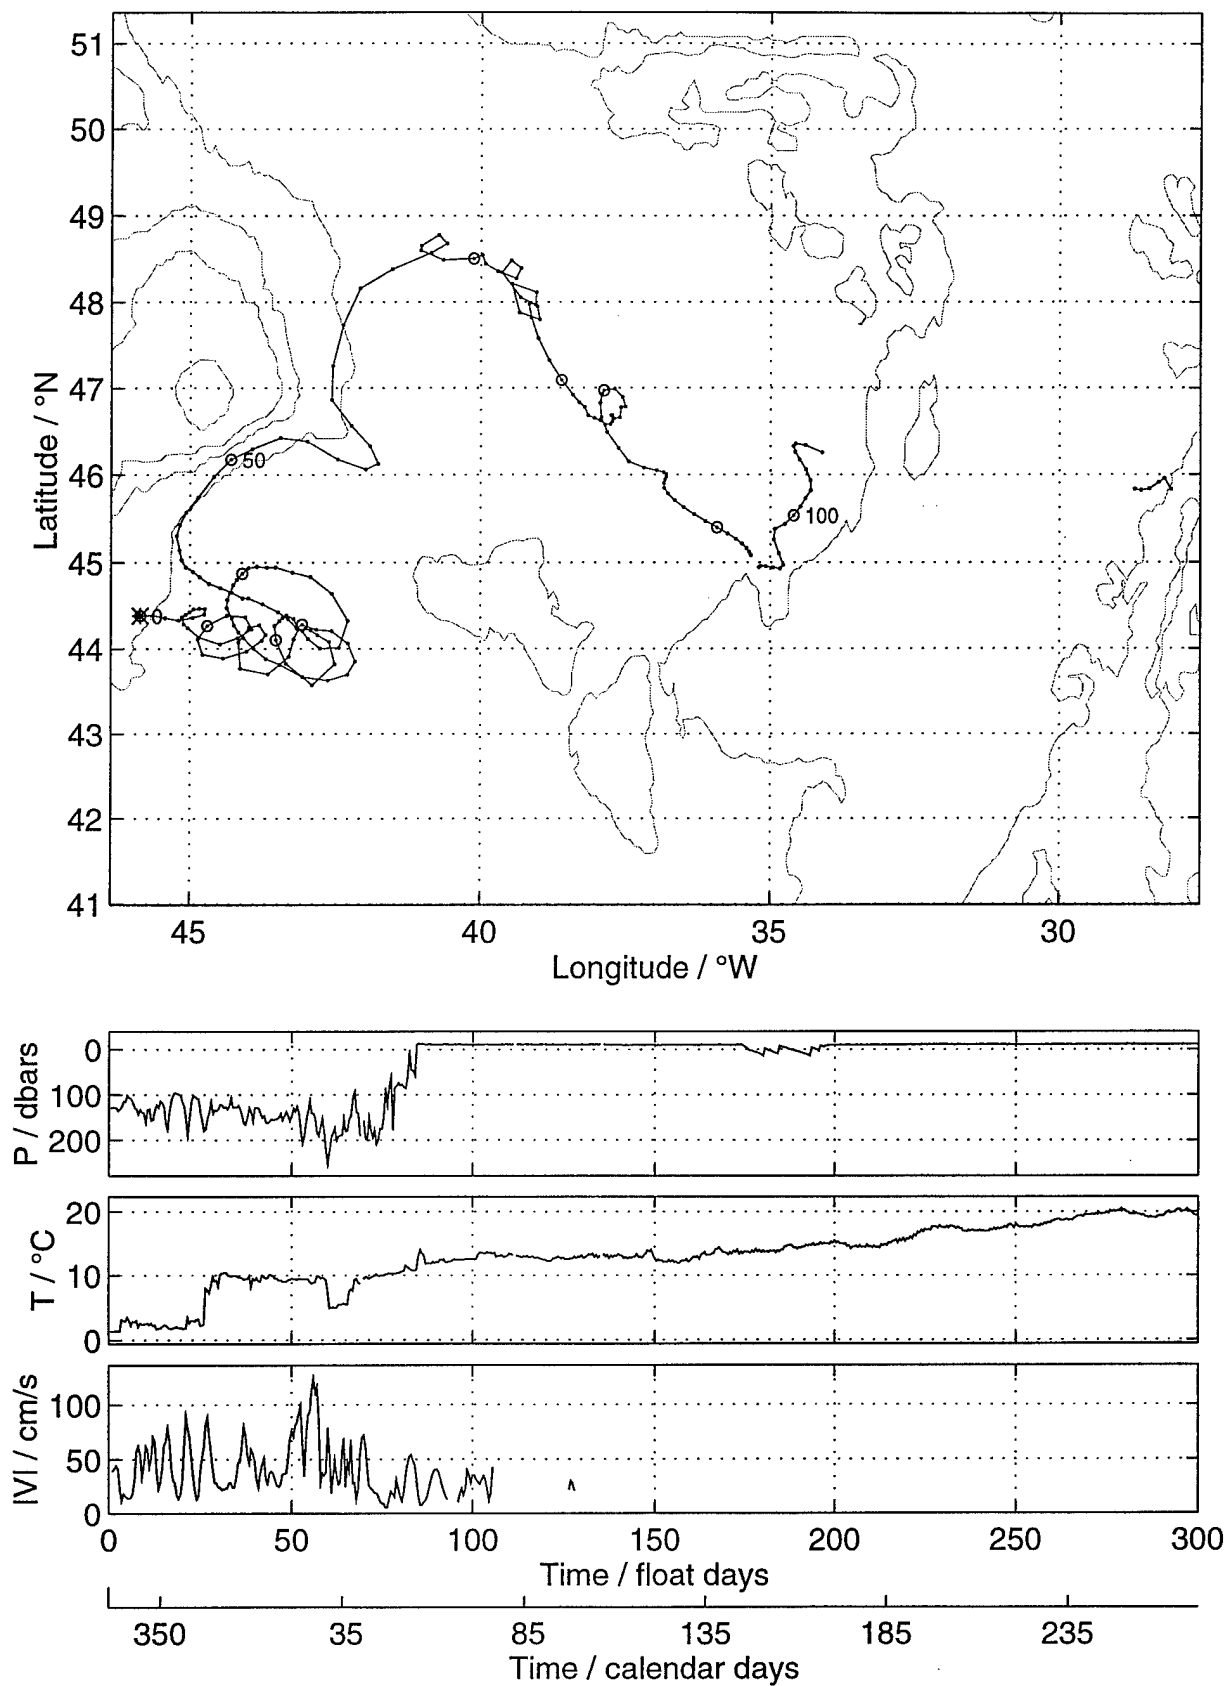 51
50
49
48
47
46
45
44
43
42
41
Latitude / °N
50
100
0
45 40 35 30
Longitude / °W
P / dbars
0
100
200
T / °C
20
10
0
|V| / cm/s
100
50
0
0 50 100 150 200 250 300
Time / float days
350 35 85 135 185 235
Time / calendar days